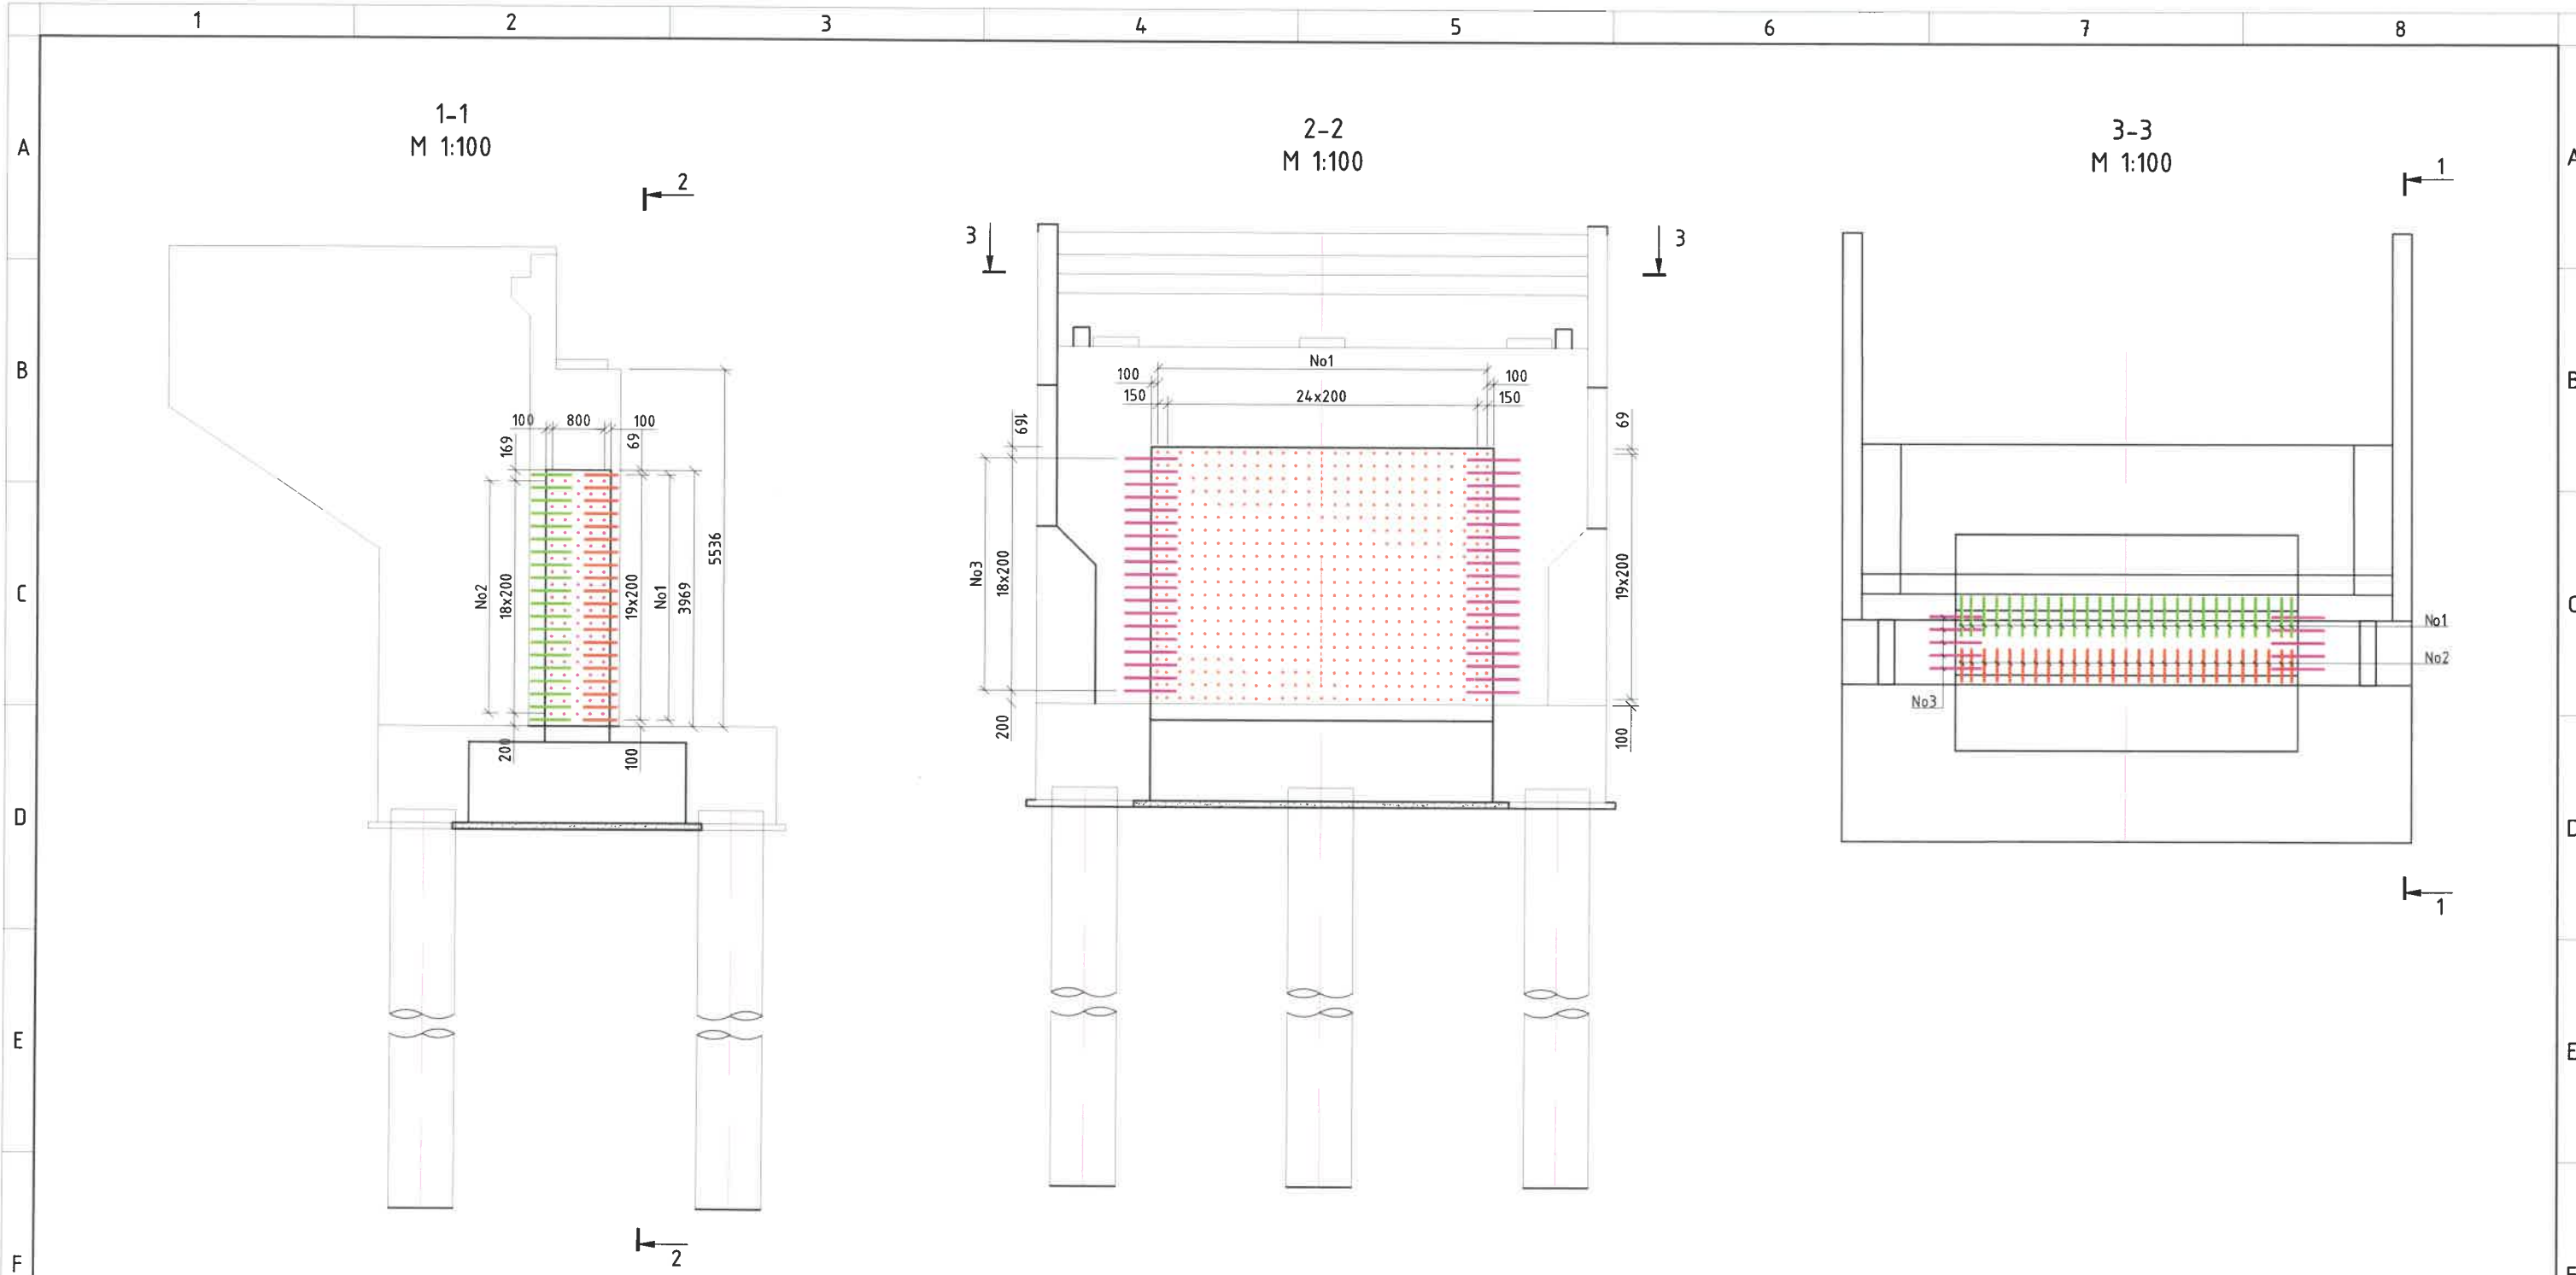 1 2 3 4 5 6 7 8
A A
B B
C C
D D
E E
F F
1-1
M 1:100
2
100 800 100
169 69
No2 18x200 19x200 No1 3969 5536
200 100
2
2-2
M 1:100
3 3
No1
100 100
150 24x200 150
169 69
No3 18x200 19x200
200 100
3-3
M 1:100
1
No1
No2
No3
1